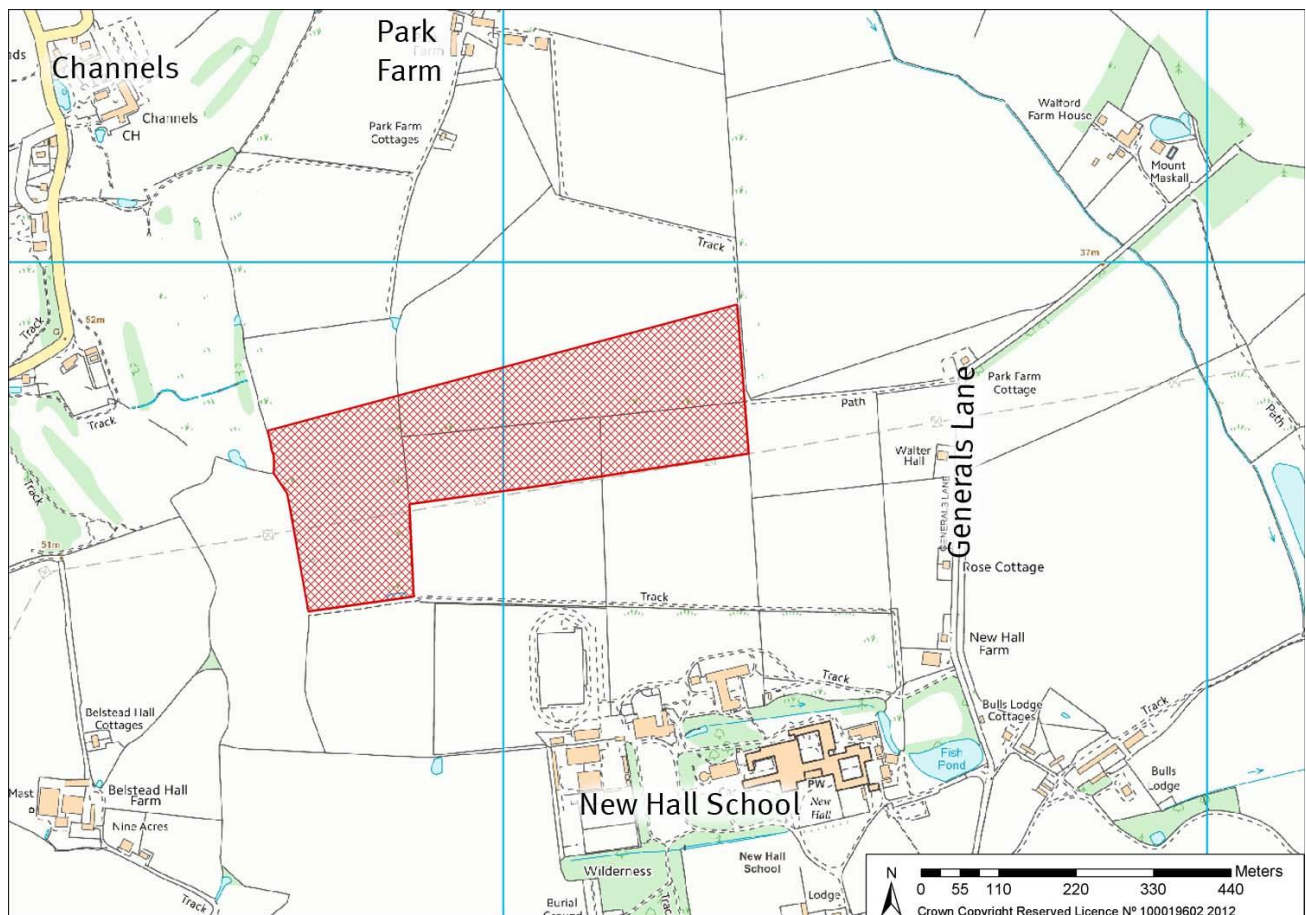 Park
Farm
Channels
Channels
CH
Park Farm
Cottages
Walford
Farm House
Mount
Maskall
Track
37m
Track
52m
Park Farm
Cottage
Path
Path
Generals Lane
Track
Walter
Hall
GENERALS LANE
Track
51m
Rose Cottage
Track
New Hall
Farm
Track
Belstead Hall
Cottages
Bulls Lodge
Cottages
Track
Fish
Pond
Mast
Belstead Hall
Farm
Bulls
Lodge
New Hall School
PW
New
Hall
Nine Acres
New Hall
School
Wilderness
Lodge
Track
Track
Burial
N
Meters
0 55 110 220 330 440
Crown Copyright Reserved Licence Nº 100019602 2012